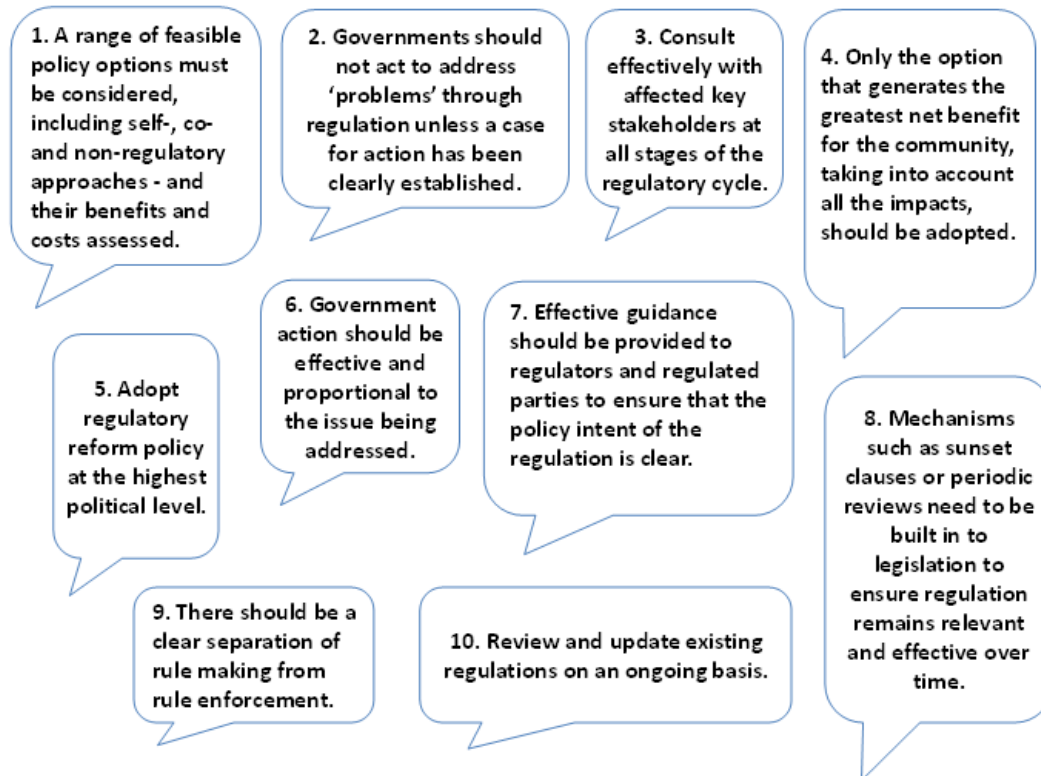 1. A range of feasible
policy options must
be considered,
including self-, co-
and non-regulatory
approaches - and
their benefits and
costs assessed.
2. Governments should
not act to address
‘problems’ through
regulation unless a case
for action has been
clearly established.
3. Consult
effectively with
affected key
stakeholders at
all stages of the
regulatory cycle.
4. Only the option
that generates the
greatest net benefit
for the community,
taking into account
all the impacts,
should be adopted.
5. Adopt
regulatory
reform policy
at the highest
political level.
6. Government
action should be
effective and
proportional to
the issue being
addressed.
7. Effective guidance
should be provided to
regulators and regulated
parties to ensure that the
policy intent of the
regulation is clear.
8. Mechanisms
such as sunset
clauses or periodic
reviews need to be
built in to
legislation to
ensure regulation
remains relevant
and effective over
time.
9. There should be a
clear separation of
rule making from
rule enforcement.
10. Review and update existing
regulations on an ongoing basis.